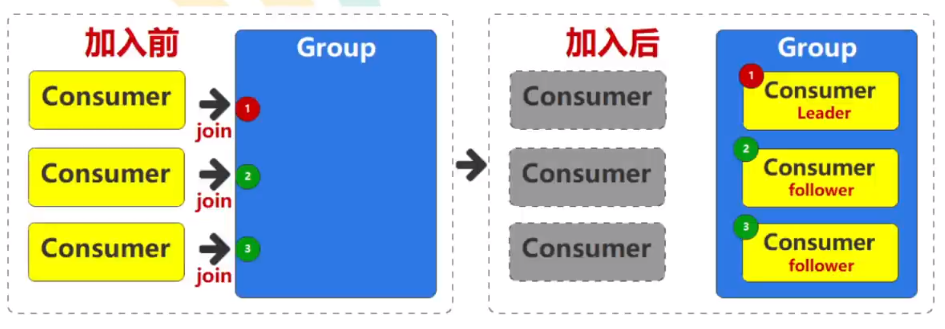 加入前
Group
Consumer
join
1
Consumer
join
2
Consumer
join
3
加入后
Consumer
Consumer
Consumer
Group
1
Consumer
Leader
2
Consumer
follower
3
Consumer
follower